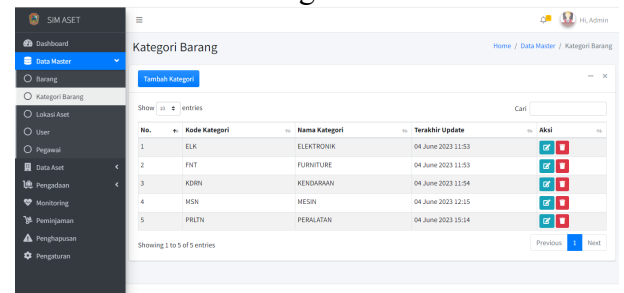 SIM ASET
Hi, Admin
Dashboard
Data Master
Barang
Kategori Barang
Lokasi Aset
User
Pegawai
Data Aset
Pengadaan
Monitoring
Peminjaman
Penghapusan
Pengaturan
Kategori Barang
Home / Data Master / Kategori Barang
Tambah Kategori
Show 10 entries
Cari
No. Kode Kategori Nama Kategori Terakhir Update Aksi
1 ELK ELEKTRONIK 04 June 2023 11:53
2 FNT FURNITURE 04 June 2023 11:53
3 KDRN KENDARAAN 04 June 2023 11:54
4 MSN MESIN 04 June 2023 12:15
5 PRLTN PERALATAN 04 June 2023 15:14
Showing 1 to 5 of 5 entries
Previous 1 Next